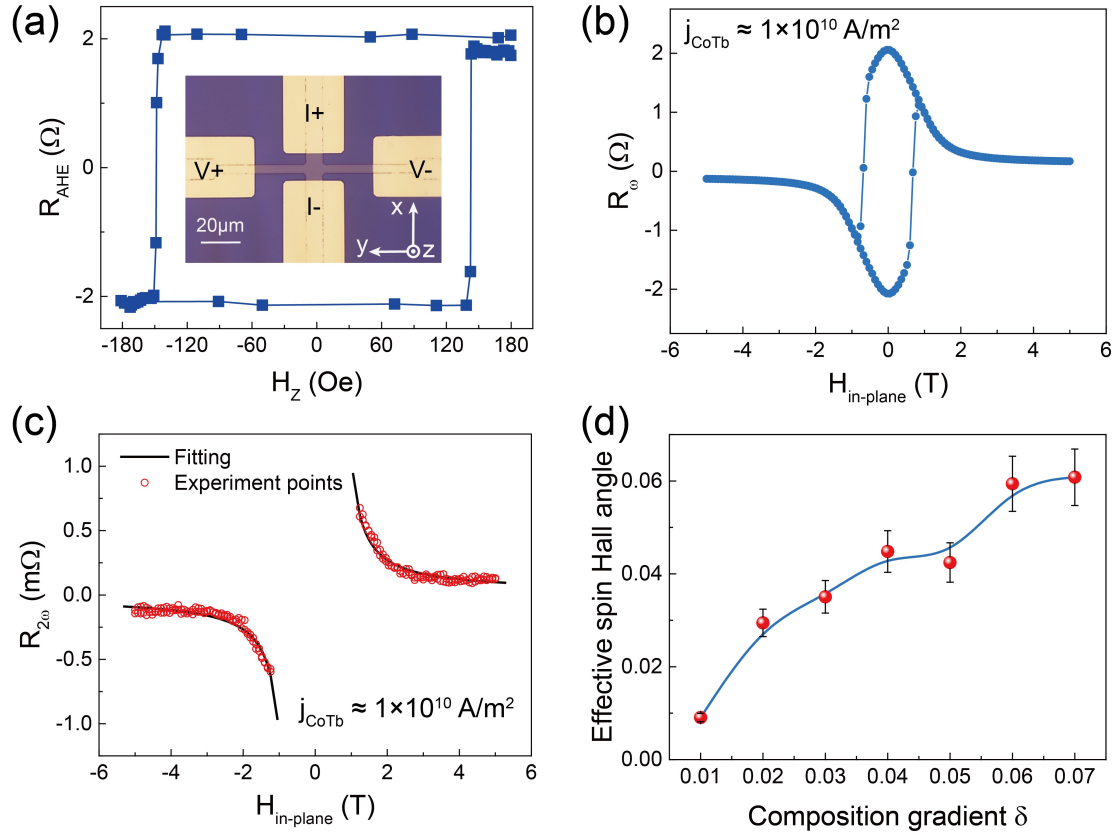 (a)
2
0
-2
R_AHE (Ω)
I+
V+
V-
I-
20μm
x
y
z
-180
-120
-60
0
60
120
180
H_Z (Oe)
(b)
j_CoTb ≈ 1×10^10 A/m^2
2
1
0
-1
-2
R_ω (Ω)
-6
-4
-2
0
2
4
6
H_in-plane (T)
(c)
Fitting
Experiment points
1.0
0.5
0.0
-0.5
-1.0
R_2ω (mΩ)
j_CoTb ≈ 1×10^10 A/m^2
-6
-4
-2
0
2
4
6
H_in-plane (T)
(d)
0.06
0.04
0.02
0.00
Effective spin Hall angle
0.01
0.02
0.03
0.04
0.05
0.06
0.07
Composition gradient δ